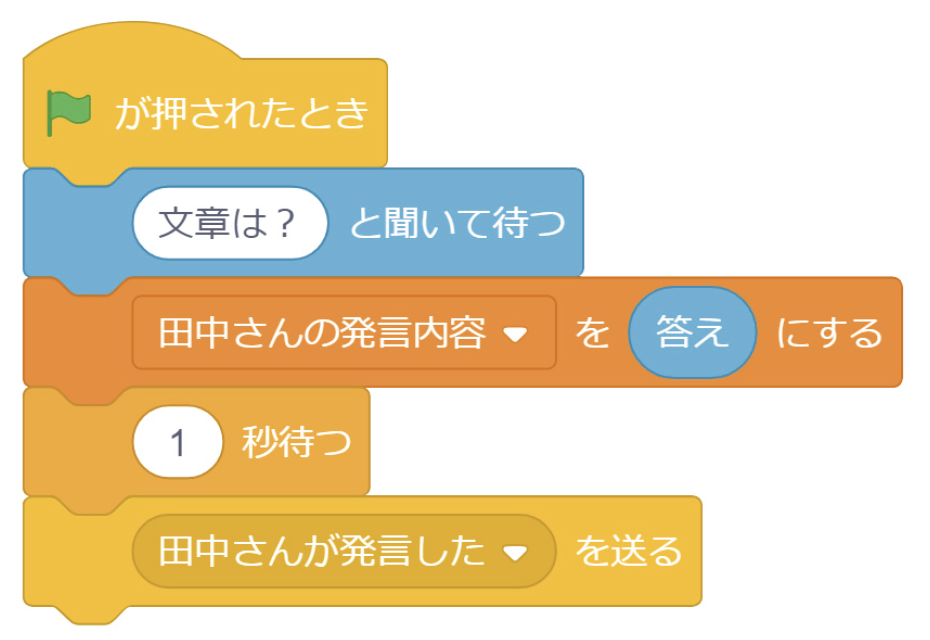 が押されたとき
文章は？ と聞いて待つ
田中さんの発言内容 を 答え にする
1 秒待つ
田中さんが発言した を送る